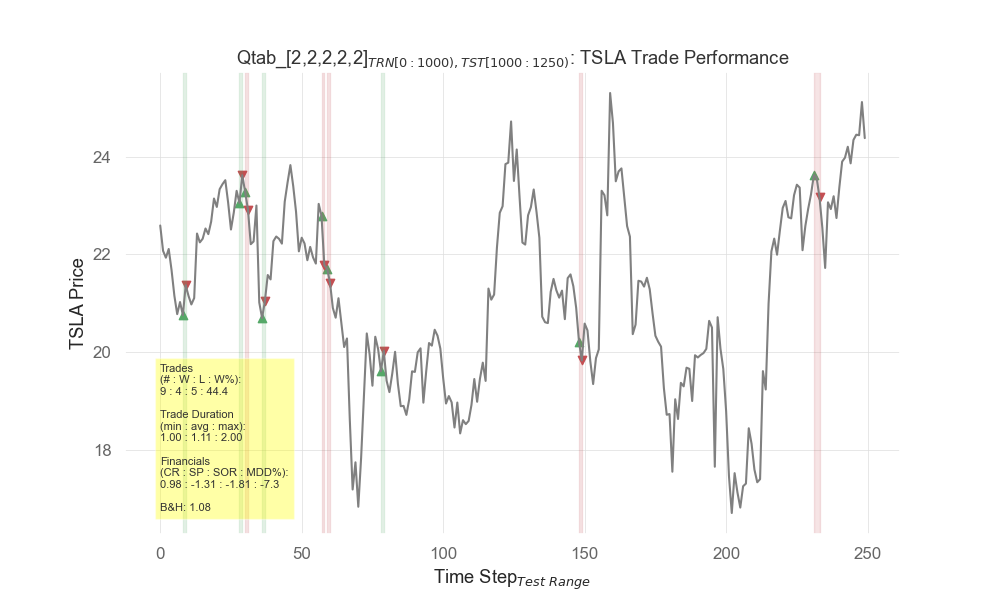 Qtab_[2,2,2,2,2]TRN[0 : 1000), TST[1000 : 1250): TSLA Trade Performance
24
22
20
18
TSLA Price
Trades
(# : W : L : W%):
9 : 4 : 5 : 44.4
Trade Duration
(min : avg : max):
1.00 : 1.11 : 2.00
Financials
(CR : SP : SOR : MDD%):
0.98 : -1.31 : -1.81 : -7.3
B&H: 1.08
0 50 100 150 200 250
Time StepTest Range